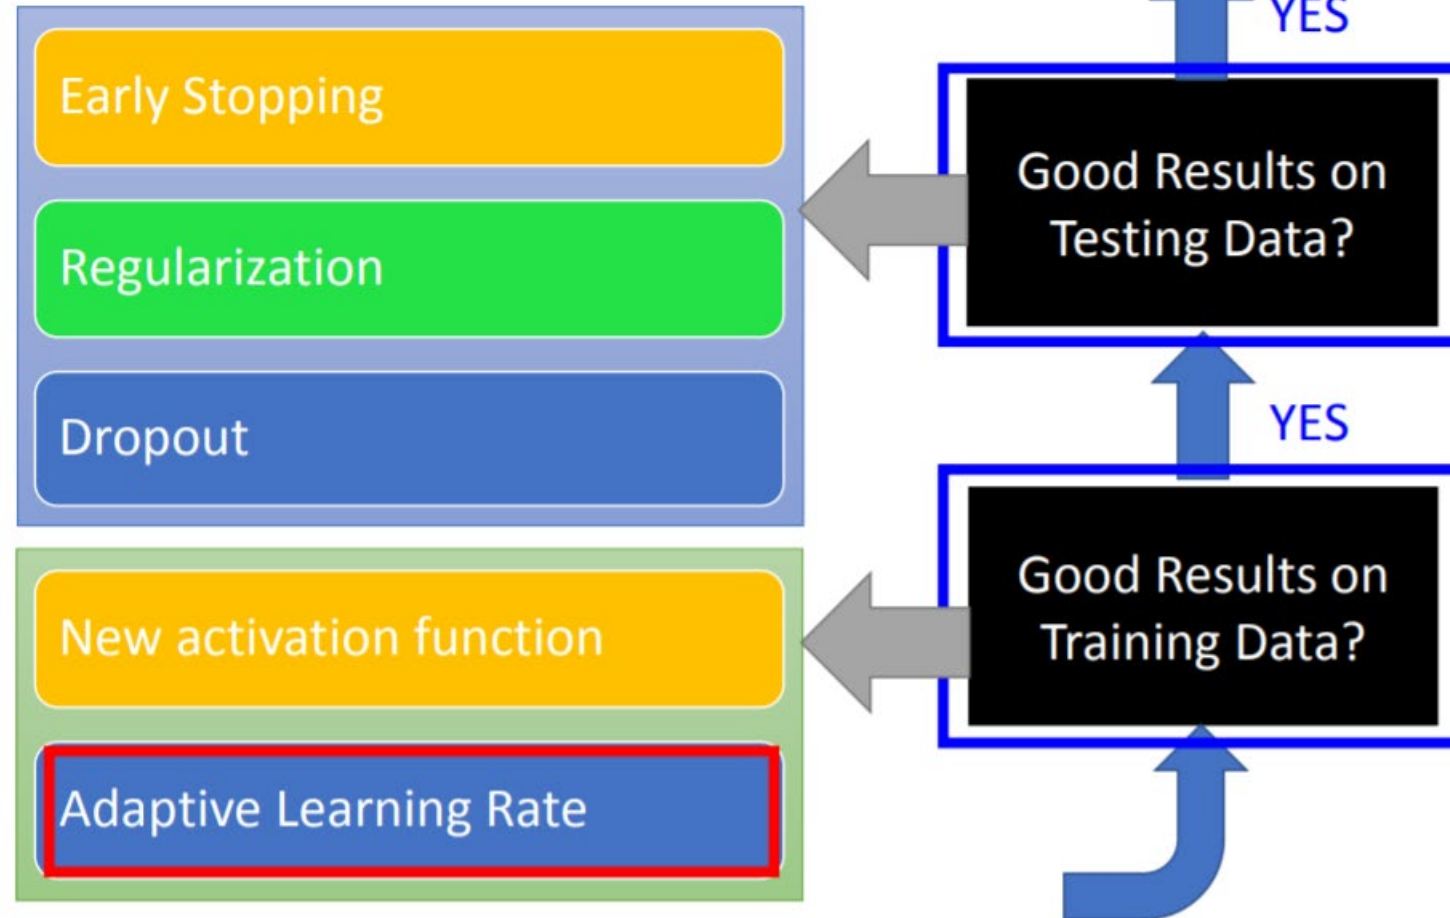 YES
Early Stopping
Good Results on
Testing Data?
Regularization
Dropout
YES
New activation function
Good Results on
Training Data?
Adaptive Learning Rate